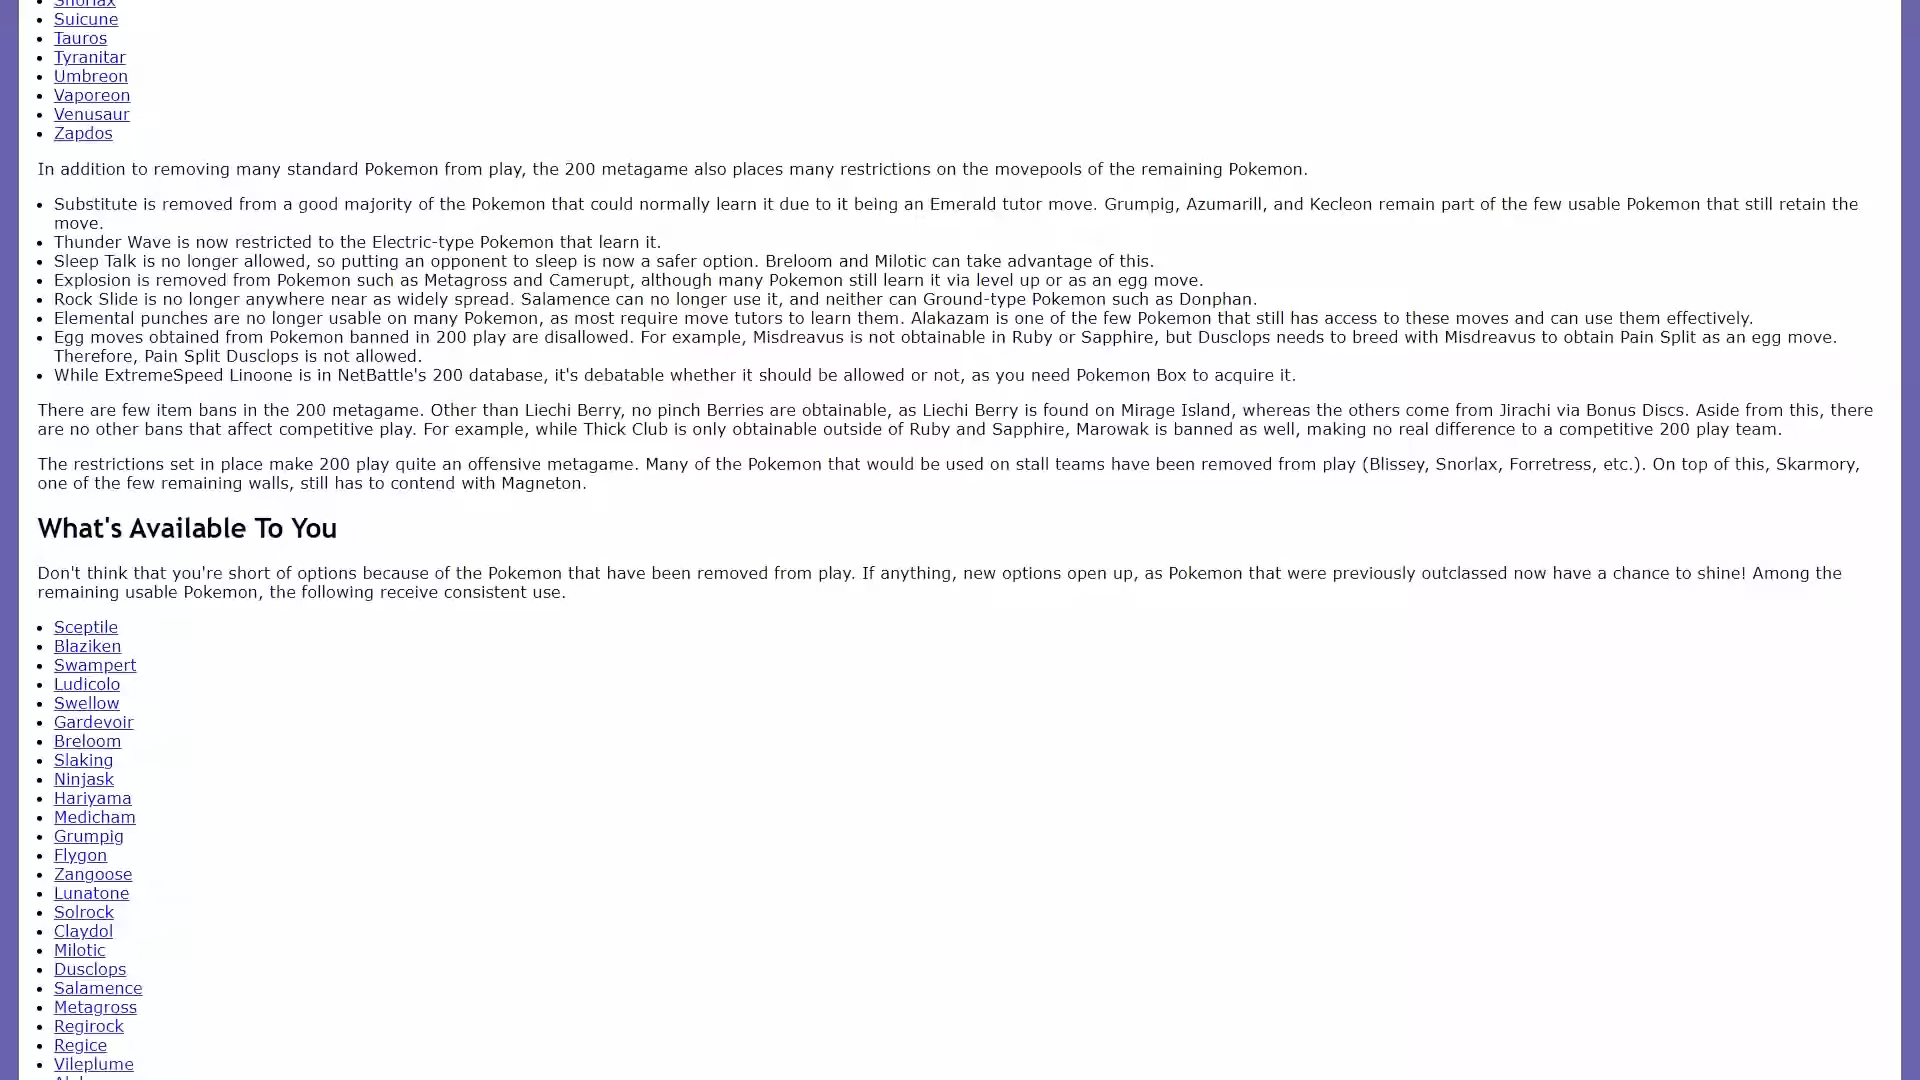 Snorlax
Suicune
Tauros
Tyranitar
Umbreon
Vaporeon
Venusaur
Zapdos
In addition to removing many standard Pokemon from play, the 200 metagame also places many restrictions on the movepools of the remaining Pokemon.
Substitute is removed from a good majority of the Pokemon that could normally learn it due to it being an Emerald tutor move. Grumpig, Azumarill, and Kecleon remain part of the few usable Pokemon that still retain the
move.
Thunder Wave is now restricted to the Electric-type Pokemon that learn it.
Sleep Talk is no longer allowed, so putting an opponent to sleep is now a safer option. Breloom and Milotic can take advantage of this.
Explosion is removed from Pokemon such as Metagross and Camerupt, although many Pokemon still learn it via level up or as an egg move.
Rock Slide is no longer anywhere near as widely spread. Salamence can no longer use it, and neither can Ground-type Pokemon such as Donphan.
Elemental punches are no longer usable on many Pokemon, as most require move tutors to learn them. Alakazam is one of the few Pokemon that still has access to these moves and can use them effectively.
Egg moves obtained from Pokemon banned in 200 play are disallowed. For example, Misdreavus is not obtainable in Ruby or Sapphire, but Dusclops needs to breed with Misdreavus to obtain Pain Split as an egg move.
Therefore, Pain Split Dusclops is not allowed.
While ExtremeSpeed Linoone is in NetBattle's 200 database, it's debatable whether it should be allowed or not, as you need Pokemon Box to acquire it.
There are few item bans in the 200 metagame. Other than Liechi Berry, no pinch Berries are obtainable, as Liechi Berry is found on Mirage Island, whereas the others come from Jirachi via Bonus Discs. Aside from this, there
are no other bans that affect competitive play. For example, while Thick Club is only obtainable outside of Ruby and Sapphire, Marowak is banned as well, making no real difference to a competitive 200 play team.
The restrictions set in place make 200 play quite an offensive metagame. Many of the Pokemon that would be used on stall teams have been removed from play (Blissey, Snorlax, Forretress, etc.). On top of this, Skarmory,
one of the few remaining walls, still has to contend with Magneton.
What's Available To You
Don't think that you're short of options because of the Pokemon that have been removed from play. If anything, new options open up, as Pokemon that were previously outclassed now have a chance to shine! Among the
remaining usable Pokemon, the following receive consistent use.
Sceptile
Blaziken
Swampert
Ludicolo
Swellow
Gardevoir
Breloom
Slaking
Ninjask
Hariyama
Medicham
Grumpig
Flygon
Zangoose
Lunatone
Solrock
Claydol
Milotic
Dusclops
Salamence
Metagross
Regirock
Regice
Vileplume